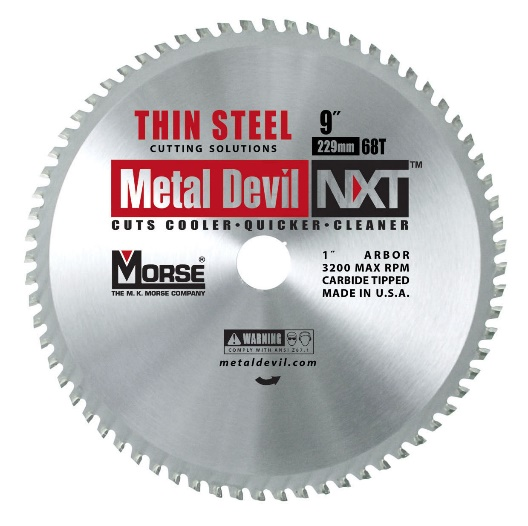 THIN STEEL
CUTTING SOLUTIONS
9"
229mm 68T
Metal Devil NXT™
CUTS COOLER•QUICKER•CLEANER
MORSE®
THE M. K. MORSE COMPANY
1" ARBOR
3200 MAX RPM
CARBIDE TIPPED
MADE IN U.S.A.
WARNING
COMPLY WITH ANSI Z87.1
metaldevil.com